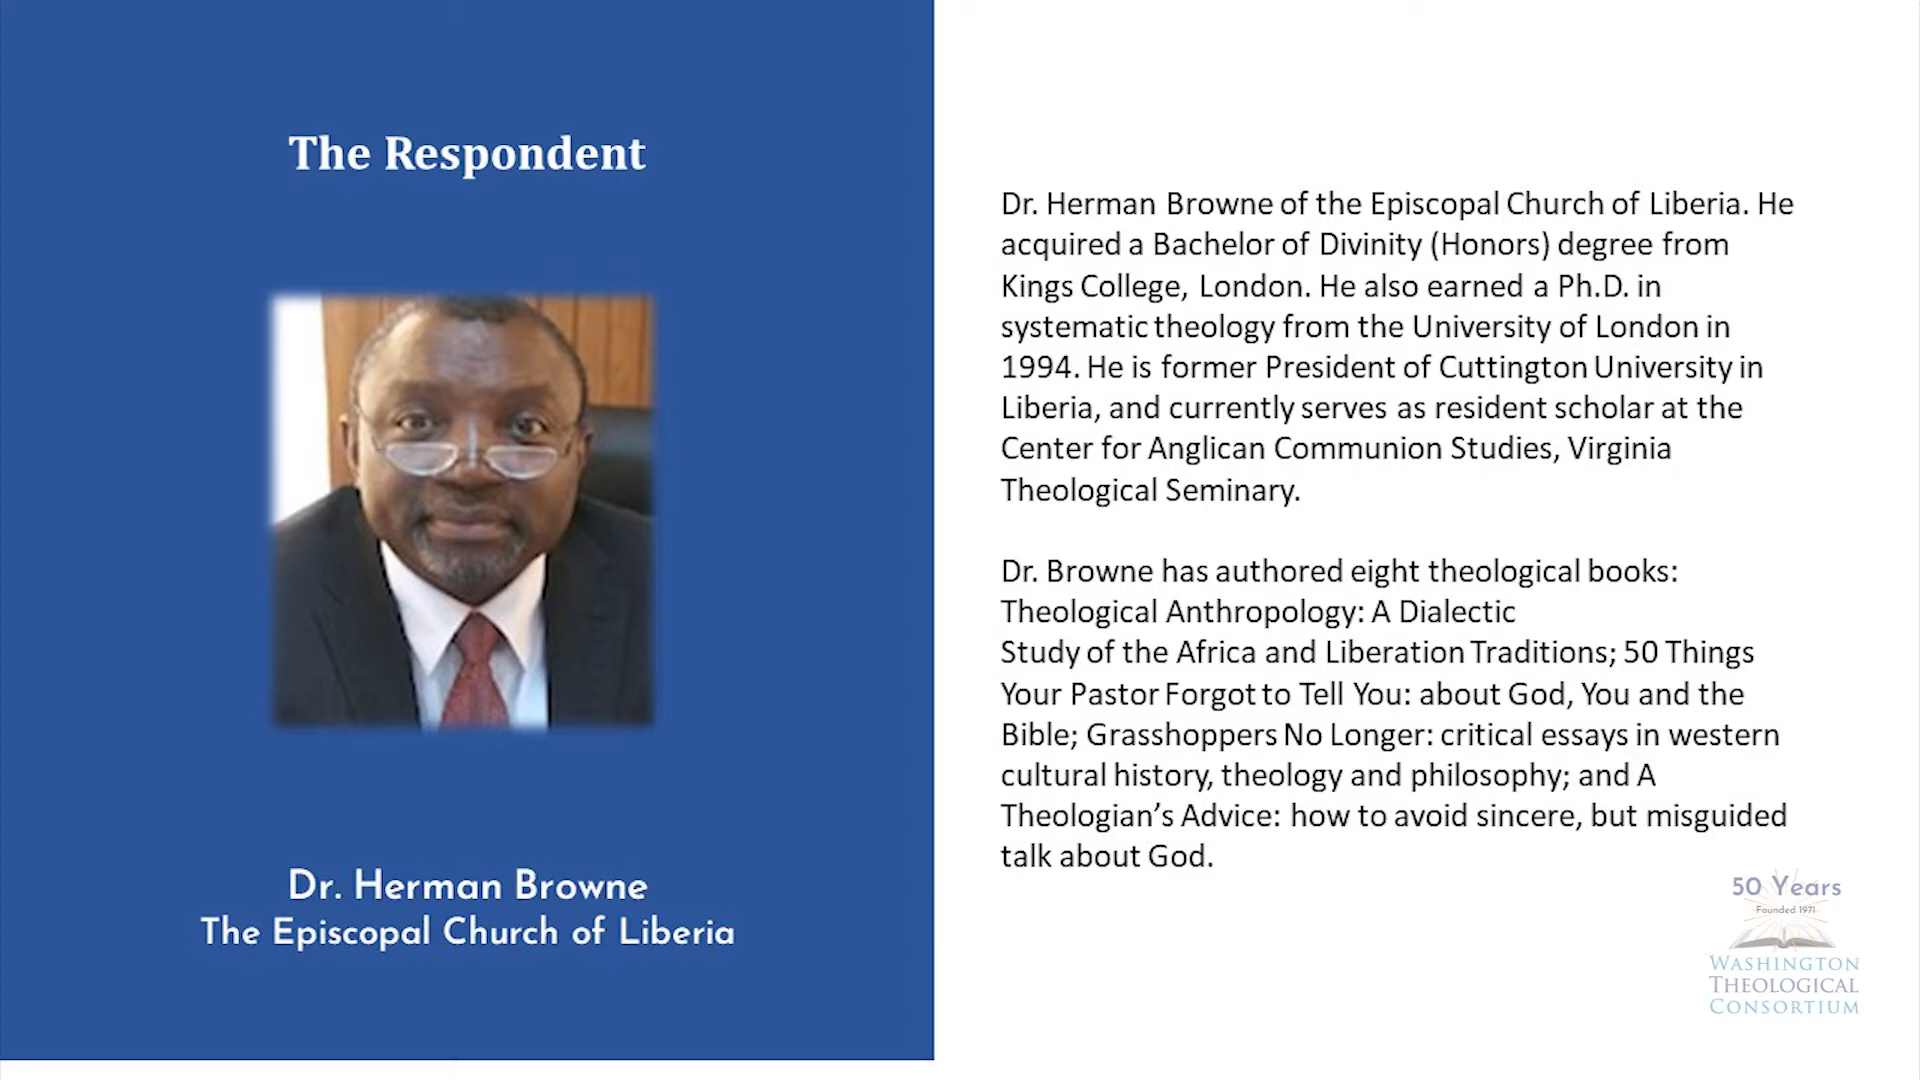 The Respondent
Dr. Herman Browne
The Episcopal Church of Liberia
Dr. Herman Browne of the Episcopal Church of Liberia. He
acquired a Bachelor of Divinity (Honors) degree from
Kings College, London. He also earned a Ph.D. in
systematic theology from the University of London in
1994. He is former President of Cuttington University in
Liberia, and currently serves as resident scholar at the
Center for Anglican Communion Studies, Virginia
Theological Seminary.
Dr. Browne has authored eight theological books:
Theological Anthropology: A Dialectic
Study of the Africa and Liberation Traditions; 50 Things
Your Pastor Forgot to Tell You: about God, You and the
Bible; Grasshoppers No Longer: critical essays in western
cultural history, theology and philosophy; and A
Theologian’s Advice: how to avoid sincere, but misguided
talk about God.
50 Years
Founded 1971
WASHINGTON
THEOLOGICAL
CONSORTIUM